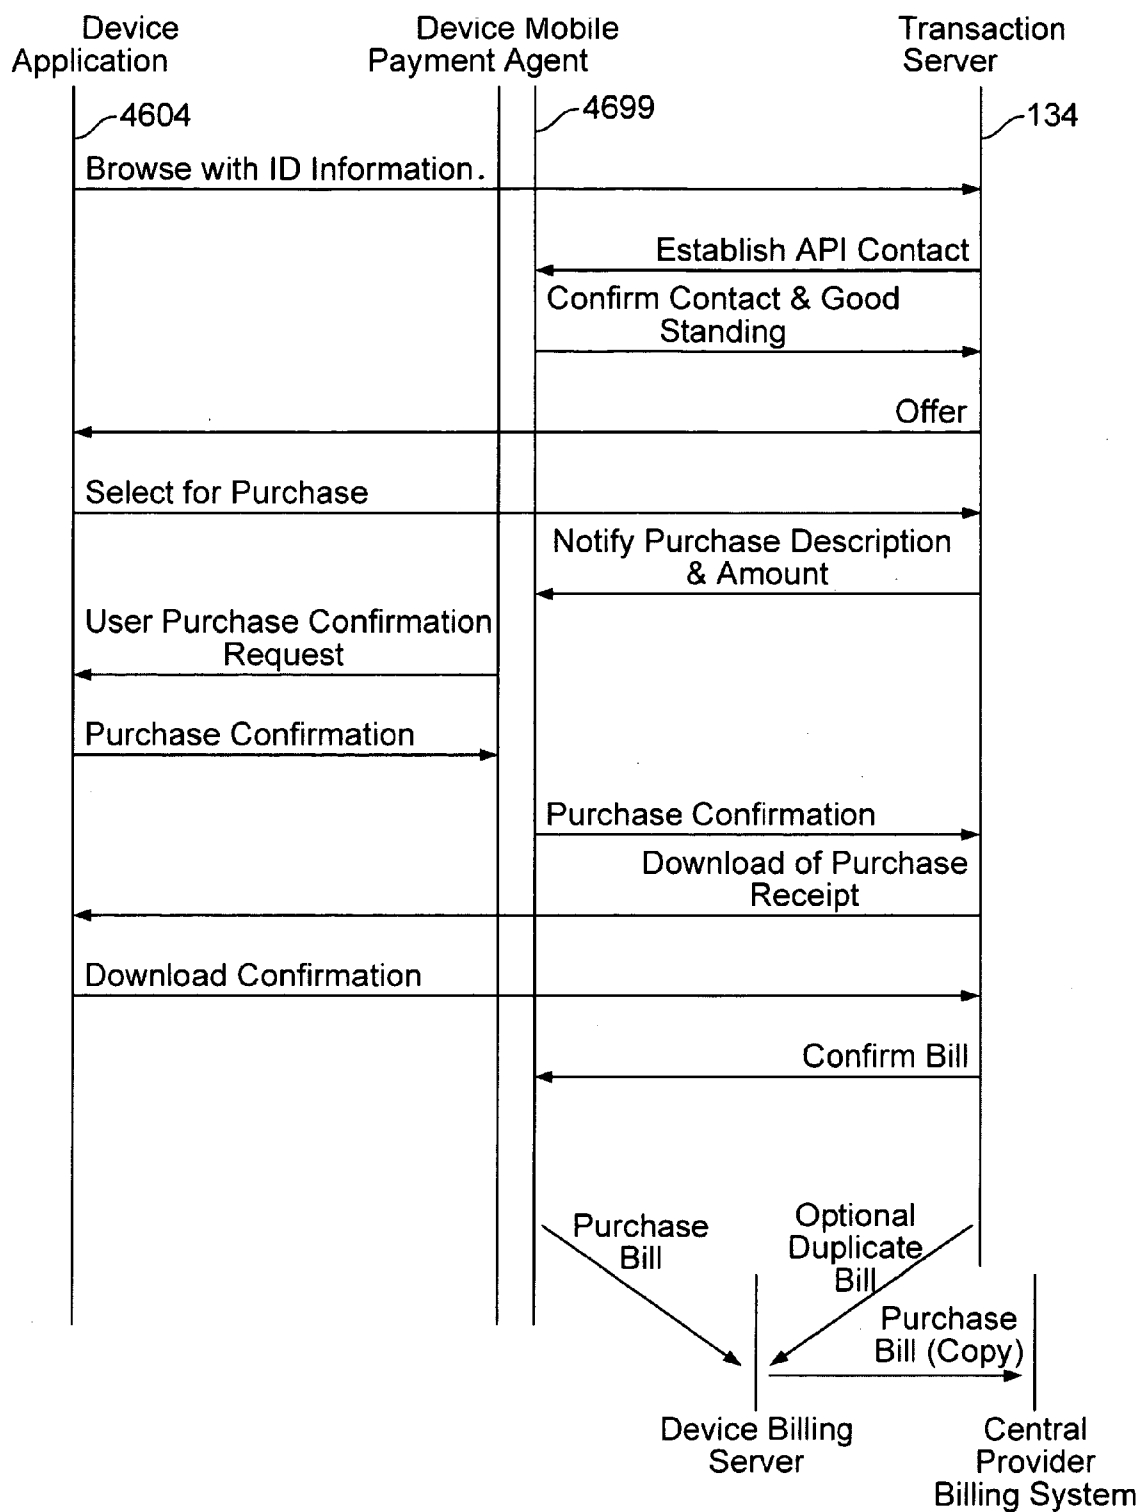 Device
Application
Device Mobile
Payment Agent
Transaction
Server
4604
4699
134
Browse with ID Information.
Establish API Contact
Confirm Contact & Good
Standing
Offer
Select for Purchase
Notify Purchase Description
& Amount
User Purchase Confirmation
Request
Purchase Confirmation
Purchase Confirmation
Download of Purchase
Receipt
Download Confirmation
Confirm Bill
Purchase
Bill
Optional
Duplicate
Bill
Purchase
Bill (Copy)
Device Billing
Server
Central
Provider
Billing System